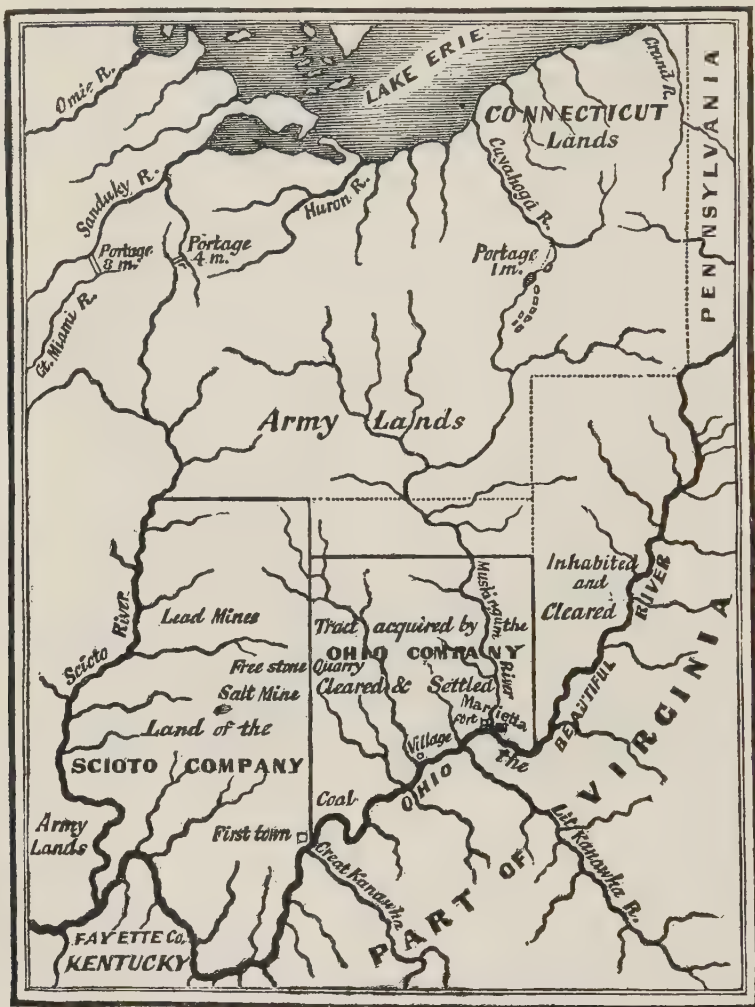 LAKE ERIE
Omie R.
Grand R.
PENNSYLVANIA
CONNECTICUT
Lands
Cuyahoga R.
Sandusky R.
Huron R.
Portage
8 m.
Portage
4 m.
Portage
1 m.
Gt. Miami R.
Army Lands
Inhabited
and
Cleared
Muskingum
River
Lead Mines
Tract acquired by the
OHIO COMPANY
Cleared & Settled
Scioto River
Free stone Quarry
Salt Mine
Marietta
Fort
Village
Land of the
SCIOTO COMPANY
OHIO
the
BEAUTIFUL
RIVER
Coal
First town
Army
Lands
Great Kanawha
Lit. Kanawha R.
PART OF VIRGINIA
FAYETTE Co.
KENTUCKY